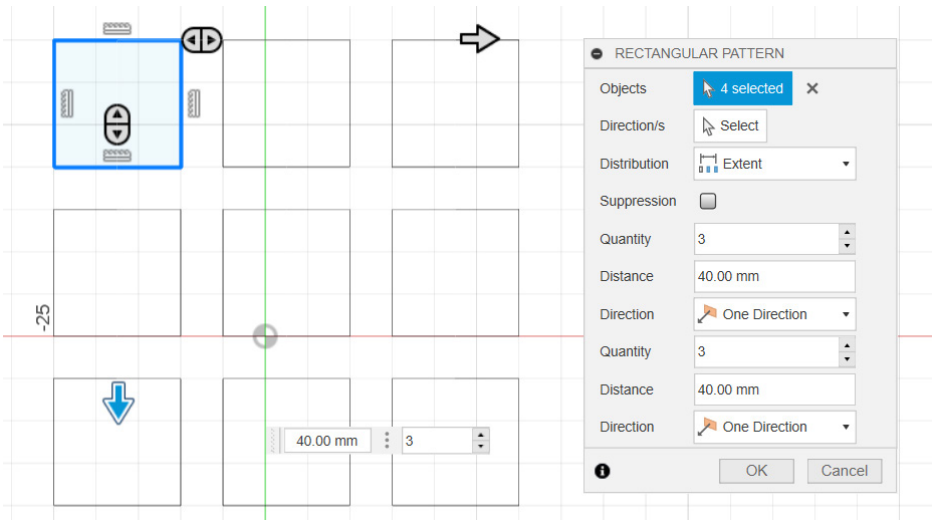 RECTANGULAR PATTERN
Objects 4 selected
Direction/s Select
Distribution Extent
Suppression
Quantity 3
Distance 40.00 mm
Direction One Direction
Quantity 3
Distance 40.00 mm
Direction One Direction
OK Cancel
-25
40.00 mm 3